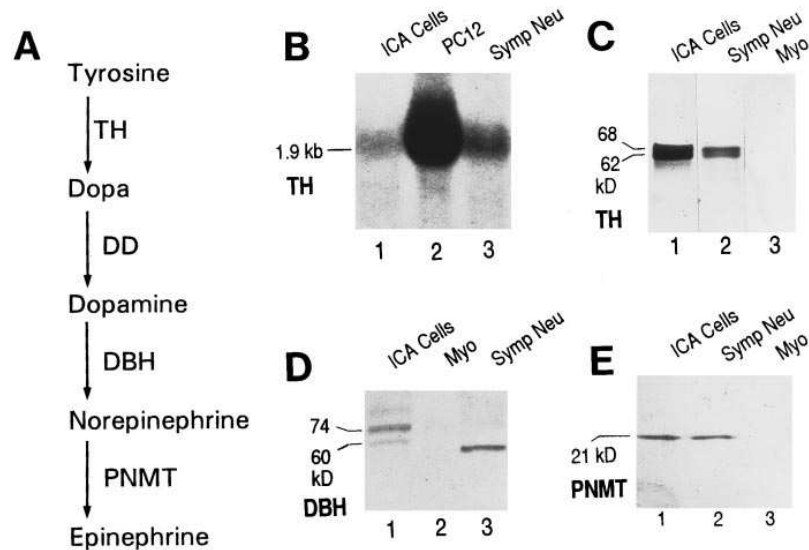 A
Tyrosine
TH
Dopa
DD
Dopamine
DBH
Norepinephrine
PNMT
Epinephrine
B
ICA Cells
PC12
Symp Neu
1.9 kb
TH
1 2 3
C
ICA Cells
Symp Neu
Myo
68
62
kD
TH
1 2 3
D
ICA Cells
Myo
Symp Neu
74
60
kD
DBH
1 2 3
E
ICA Cells
Symp Neu
Myo
21 kD
PNMT
1 2 3